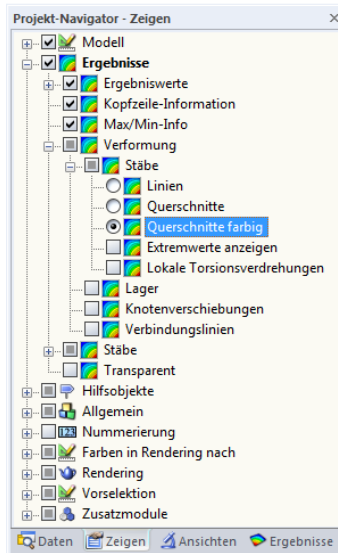 Projekt-Navigator - Zeigen
Modell
Ergebnisse
Ergebniswerte
Kopfzeile-Information
Max/Min-Info
Verformung
Stäbe
Linien
Querschnitte
Querschnitte farbig
Extremwerte anzeigen
Lokale Torsionsverdrehungen
Lager
Knotenverschiebungen
Verbindungslinien
Stäbe
Transparent
Hilfsobjekte
Allgemein
123 Nummerierung
Farben in Rendering nach
Rendering
Vorselektion
Zusatzmodule
Daten Zeigen Ansichten Ergebnisse